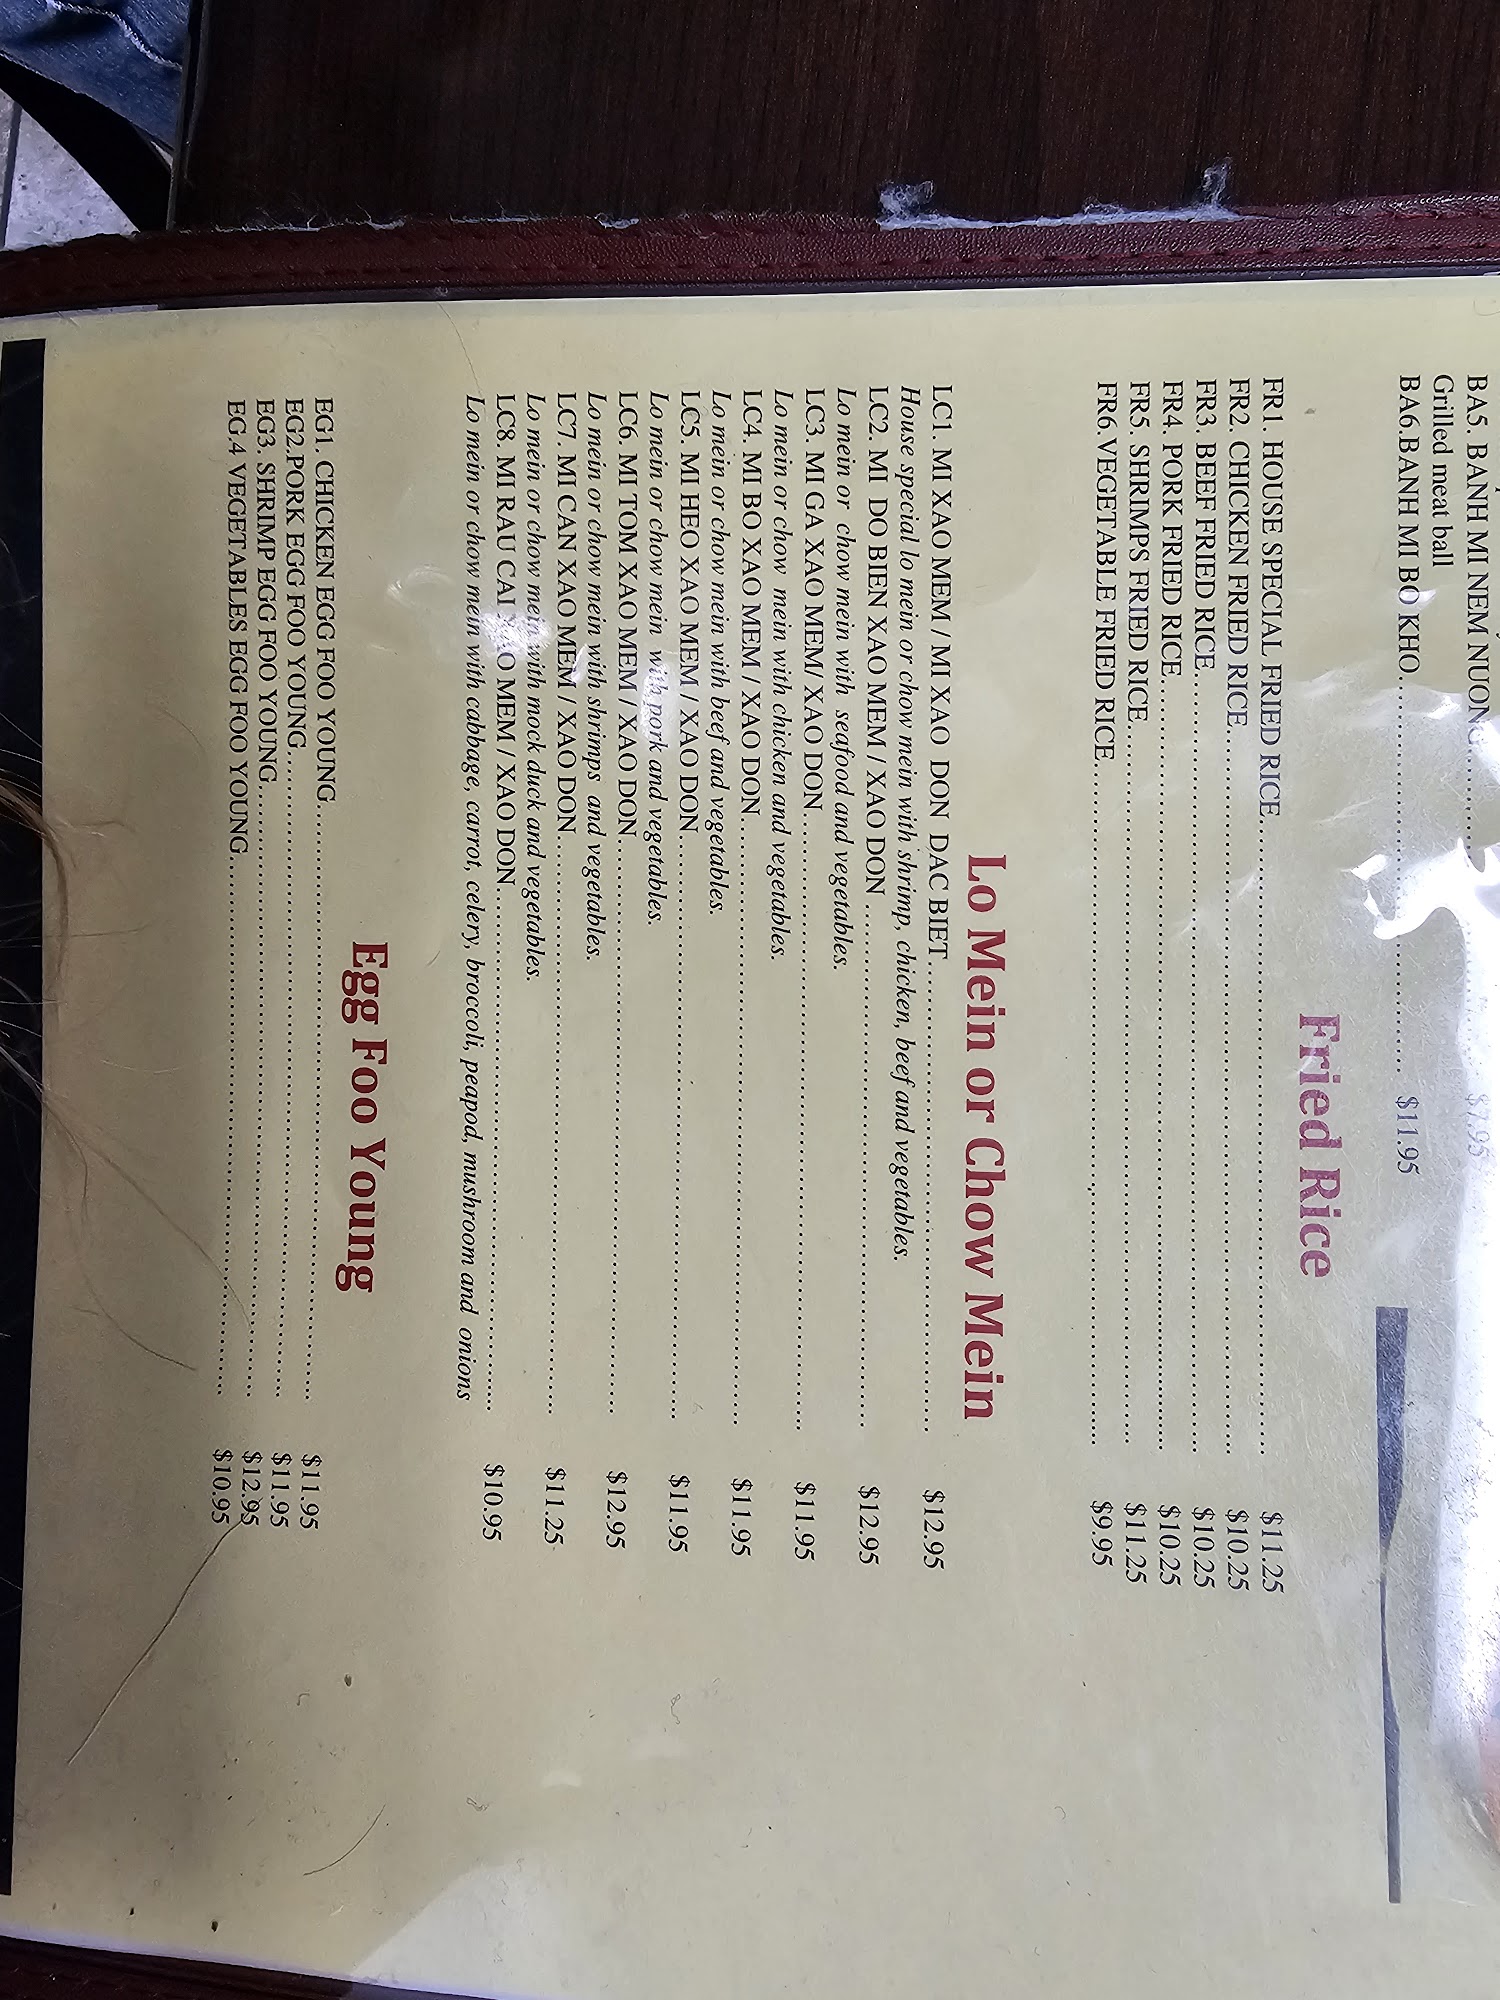 BA5. BANH MI NEM NUONG.......... $7.95
Grilled meat ball
BA6.BANH MI BO KHO.......... $11.95
Fried Rice
FR1. HOUSE SPECIAL FRIED RICE.......... $11.25
FR2. CHICKEN FRIED RICE.......... $10.25
FR3. BEEF FRIED RICE.......... $10.25
FR4. PORK FRIED RICE.......... $10.25
FR5. SHRIMPS FRIED RICE.......... $11.25
FR6.VEGETABLE FRIED RICE.......... $9.95
Lo Mein or Chow Mein
LC1. MI XAO MEM / MI XAO DON DAC BIET .......... $12.95
House special lo mein or chow mein with shrimp, chicken, beef and vegetables.
LC2. MI DO BIEN XAO MEM / XAO DON .......... $12.95
Lo mein or chow mein with seafood and vegetables.
LC3. MI GA XAO MEM/ XAO DON.......... $11.95
Lo mein or chow mein with chicken and vegetables.
LC4. MI BO XAO MEM / XAO DON.......... $11.95
Lo mein or chow mein with beef and vegetables.
LC5. MI HEO XAO MEM / XAO DON.......... $11.95
Lo mein or chow mein with pork and vegetables.
LC6. MI TOM XAO MEM / XAO DON.......... $12.95
Lo mein or chow mein with shrimps and vegetables.
LC7. MI CAN XAO MEM / XAO DON.......... $11.25
Lo mein or chow mein with mock duck and vegetables.
LC8. MI RAU CAI XAO MEM / XAO DON.......... $10.95
Lo mein or chow mein with cabbage, carrot, celery, broccoli, peapod, mushroom and onions
Egg Foo Young
EG1. CHICKEN EGG FOO YOUNG.......... $11.95
EG2.PORK EGG FOO YOUNG.......... $11.95
EG3. SHRIMP EGG FOO YOUNG.......... $12.95
EG.4 VEGETABLES EGG FOO YOUNG.......... $10.95